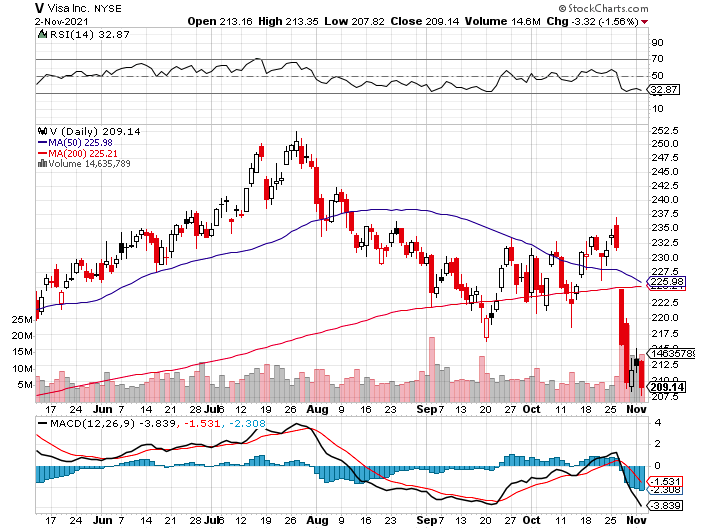 V Visa Inc. NYSE © StockCharts.com
2-Nov-2021 Open 213.16 High 213.35 Low 207.82 Close 209.14 Volume 14.6M Chg -3.32 (-1.56%)
RSI(14) 32.87
90
70
50
32.87
30
10
V (Daily) 209.14
MA(50) 225.98
MA(200) 225.21
Volume 14,635,789
252.5
250.0
247.5
245.0
242.5
240.0
237.5
235.0
232.5
230.0
227.5
225.98
222.5
220.0
217.5
14635789
212.5
209.14
207.5
25M
20M
15M
10M
5M
17 24 Jun 7 14 21 28 Jul 6 12 19 26 Aug 9 16 23 Sep 7 13 20 27 Oct 11 18 25 Nov
MACD(12,26,9) -3.839, -1.531, -2.308
4
2
0
-1.531
-2.308
-3.839
17 24 Jun 7 14 21 28 Jul 6 12 19 26 Aug 9 16 23 Sep 7 13 20 27 Oct 11 18 25 Nov